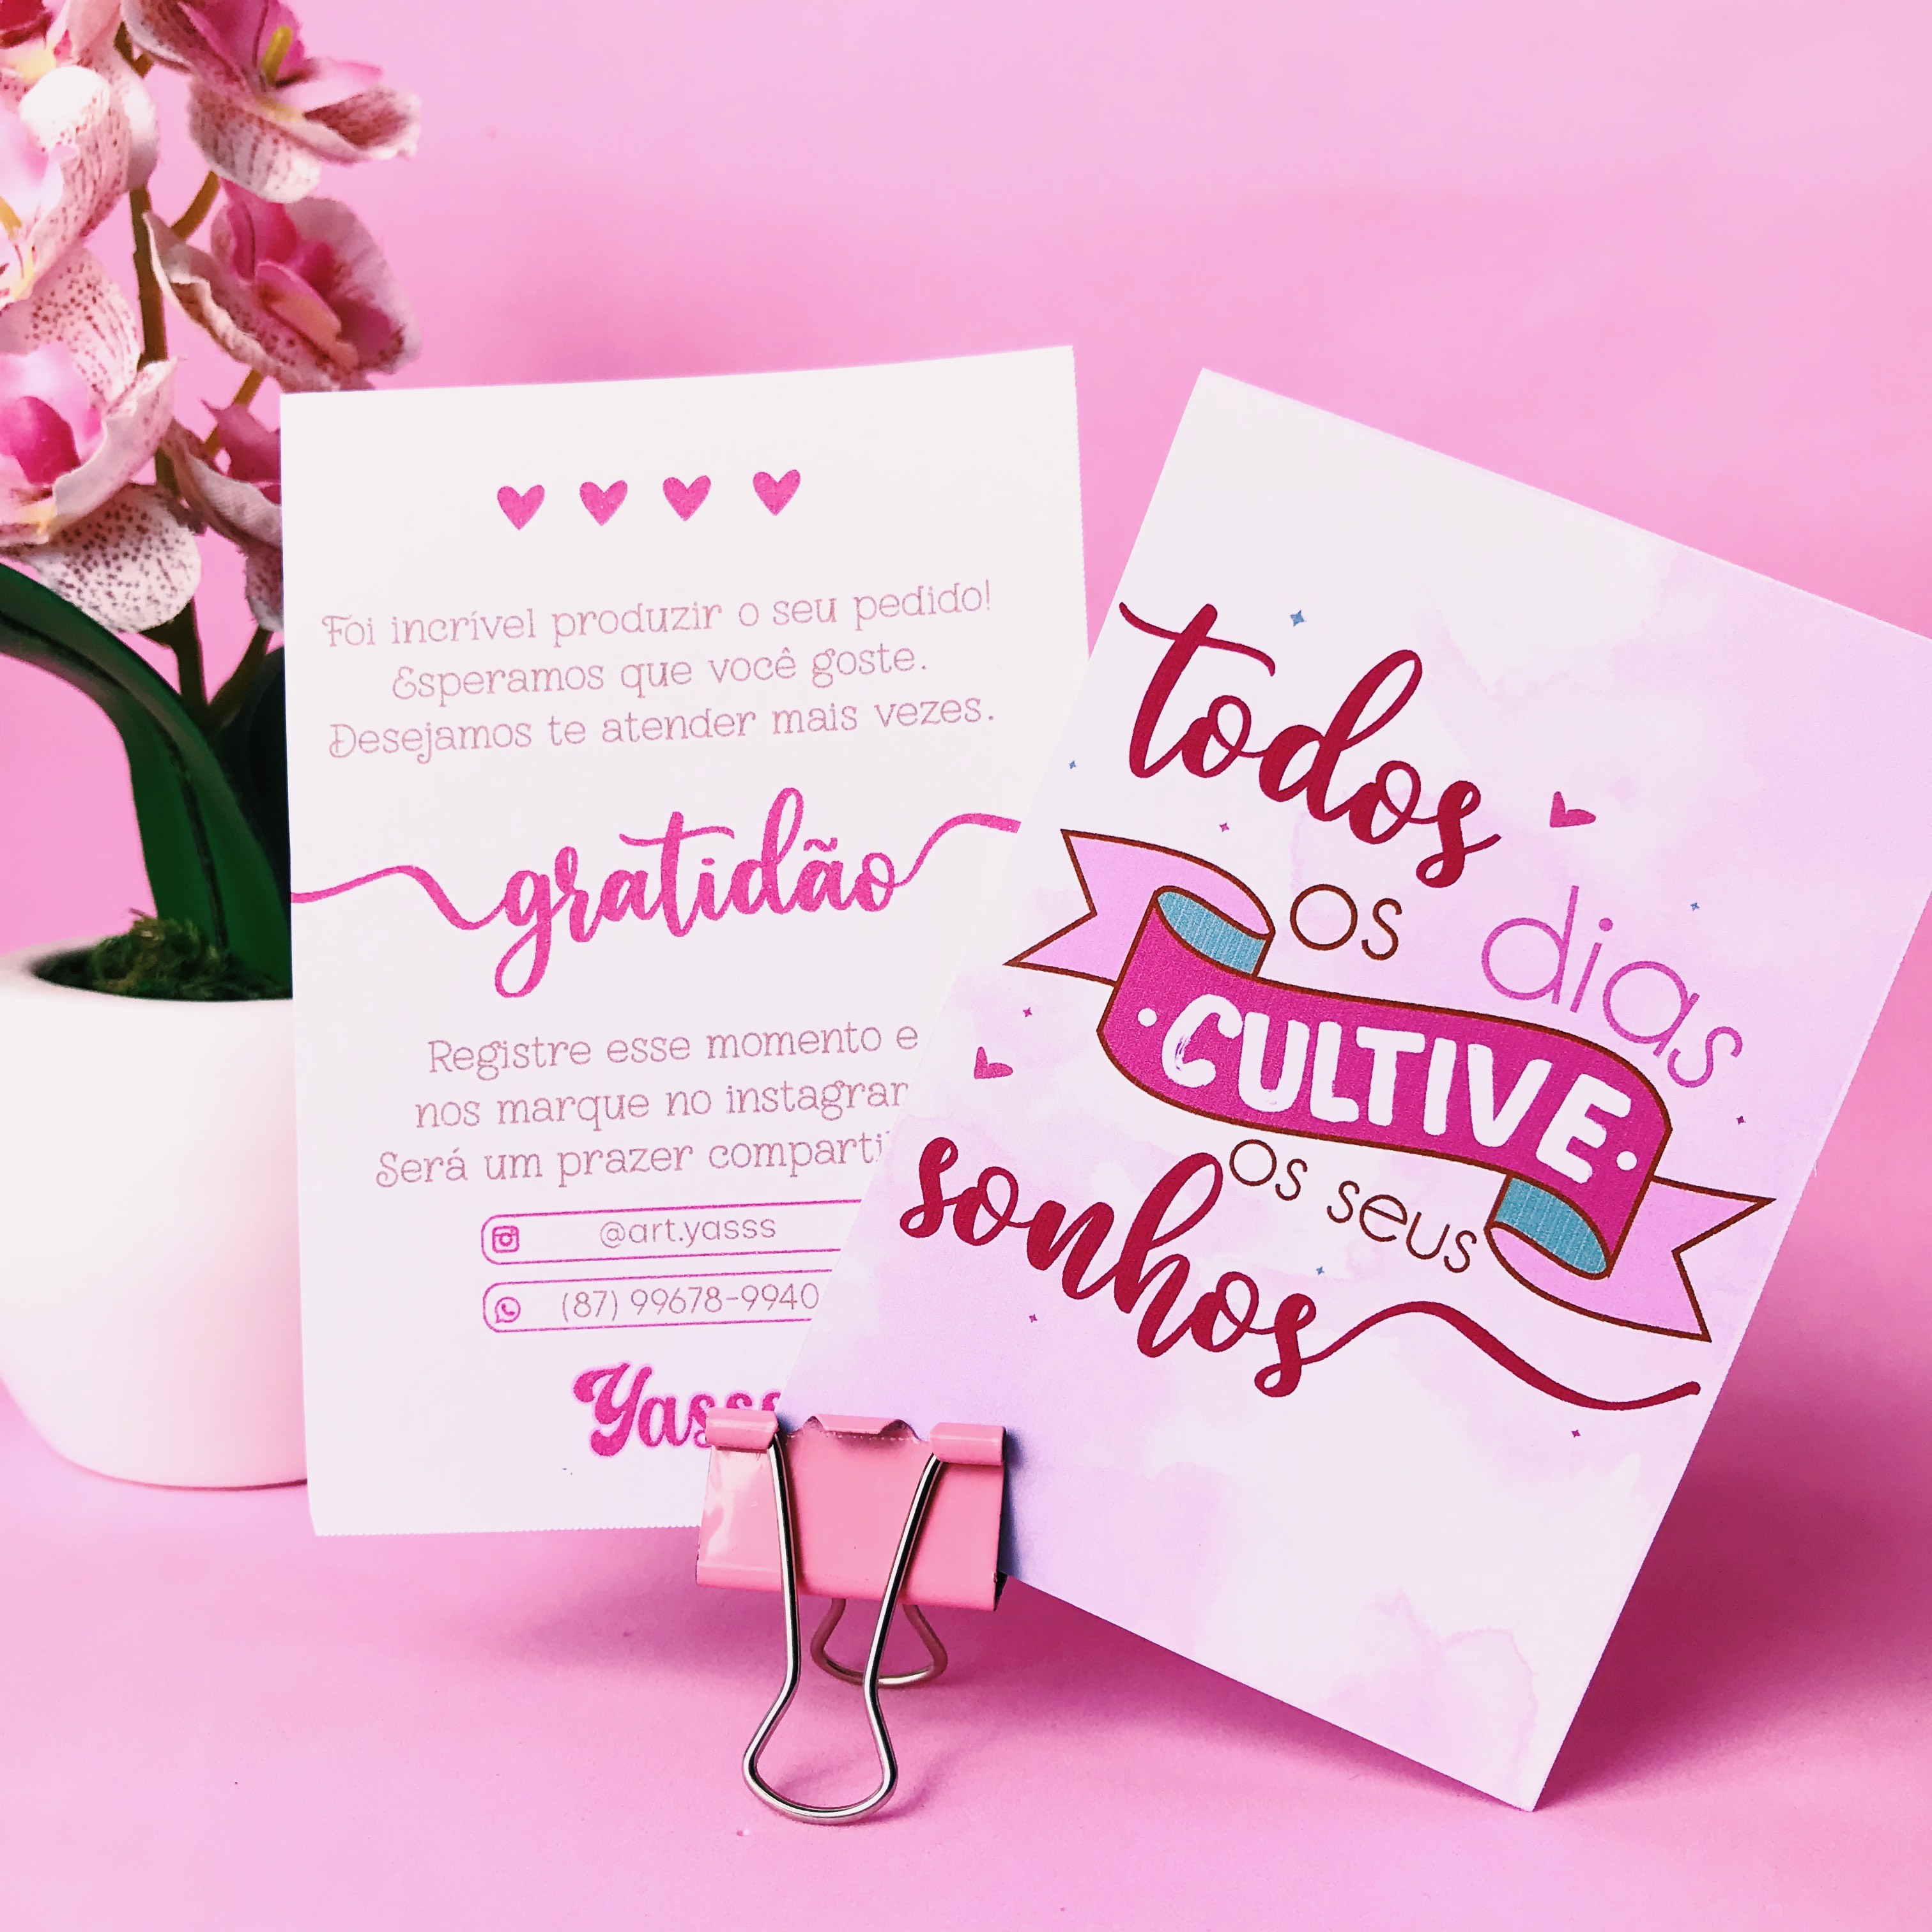 Foi incrível produzir o seu pedido!
Esperamos que você goste.
Desejamos te atender mais vezes.
gratidão
Registre esse momento e
nos marque no
Será um prazer
@art.yasss
(87) 99678-9940
todos
os dias
CULTIVE
os seus
sonhos